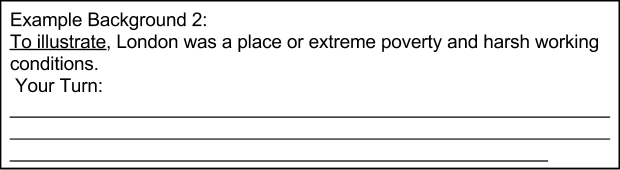 Example Background 2:
To illustrate, London was a place or extreme poverty and harsh working
conditions.
Your Turn: